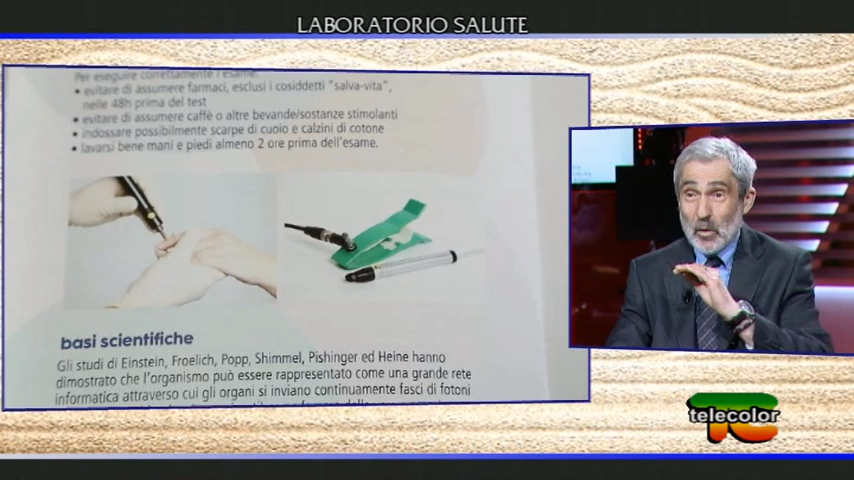 LABORATORIO SALUTE
Per eseguire correttamente l'esame:
• evitare di assumere farmaci, esclusi i cosiddetti "salva-vita",
nelle 48h prima del test
• evitare di assumere caffè o altre bevande/sostanze stimolanti
• indossare possibilmente scarpe di cuoio e calzini di cotone
• lavarsi bene mani e piedi almeno 2 ore prima dell'esame.
basi scientifiche
Gli studi di Einstein, Froelich, Popp, Shimmel, Pishinger ed Heine hanno
dimostrato che l'organismo può essere rappresentato come una grande rete
informatica attraverso cui gli organi si inviano continuamente fasci di fotoni
telecolor